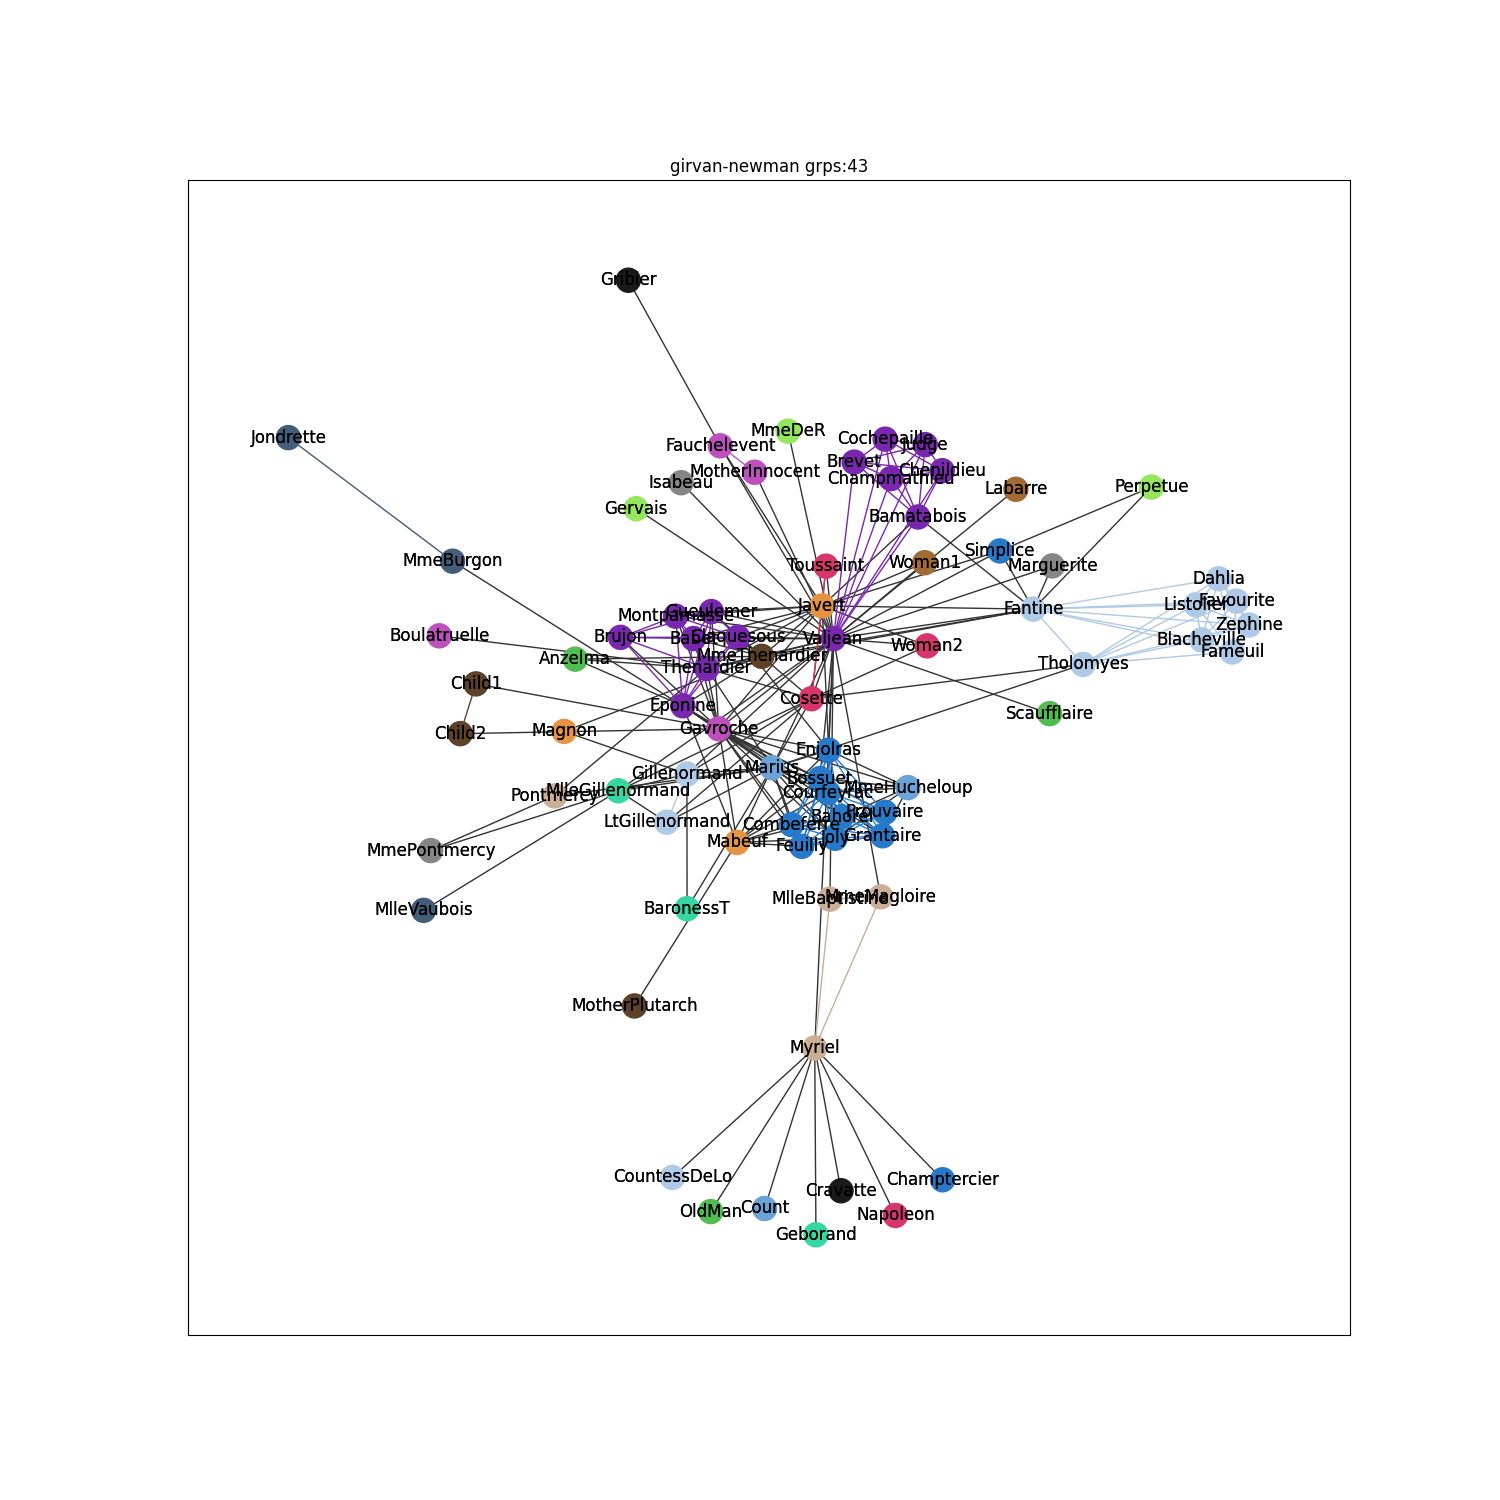 girvan-newman grps:43
Gribier
Jondrette
MmeDeR
Fauchelevent
Cochepaille
Judge
Brevet
MotherInnocent
Chenildieu
Champmathieu
Isabeau
Labarre
Perpetue
Gervais
Bamatabois
Simplice
MmeBurgon
Toussaint
Woman1
Marguerite
Dahlia
Listolier
Favourite
Javert
Fantine
Gueulemer
Montparnasse
Zephine
Boulatruelle
Brujon
Babet
Claquesous
Valjean
Blacheville
Woman2
Fameuil
Anzelma
MmeThenardier
Thenardier
Tholomyes
Child1
Cosette
Eponine
Scaufflaire
Child2
Magnon
Gavroche
Enjolras
Gillenormand
Marius
Bossuet
MlleGillenormand
Courfeyrac
MmeHucheloup
Pontmercy
LtGillenormand
Combeferre
Bahorel
Prouvaire
Grantaire
Mabeuf
Feuilly
Joly
MmePontmercy
MlleBaptistine
MmeMagloire
MlleVaubois
BaronessT
MotherPlutarch
Myriel
CountessDeLo
Champtercier
Cravatte
OldMan
Count
Napoleon
Geborand